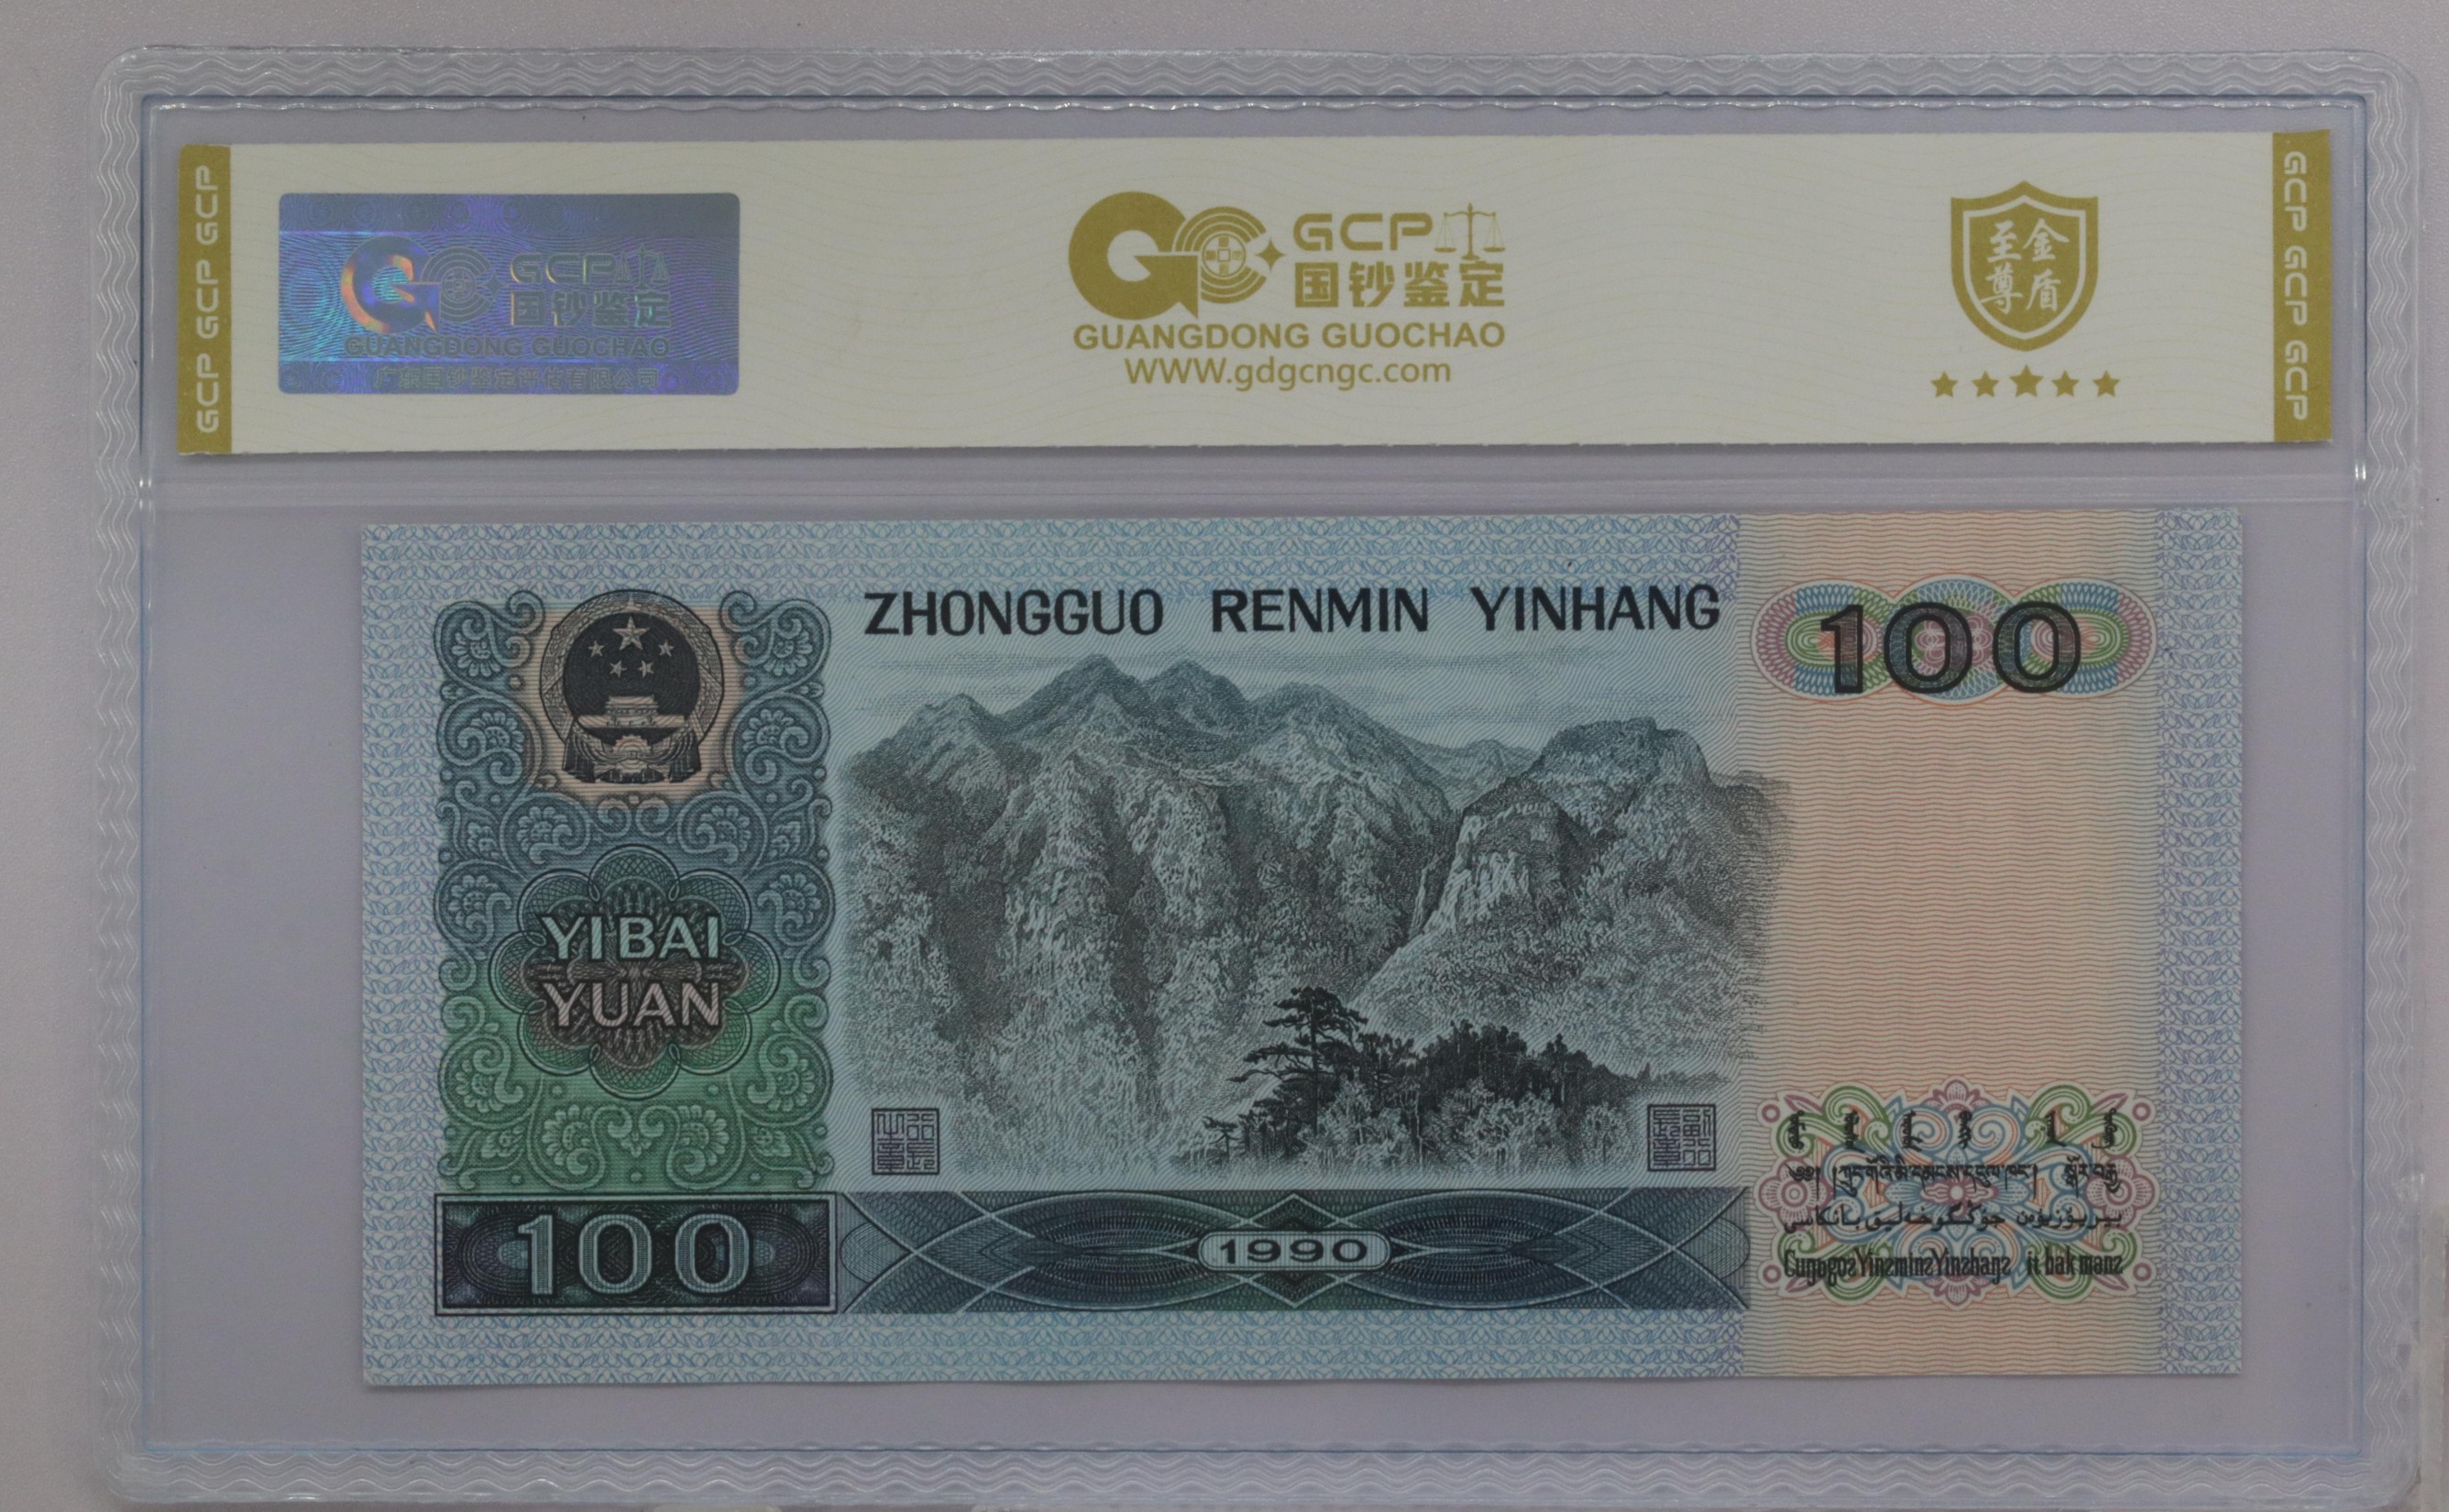 GCP GCP GCP
GCP
国钞鉴定
GUANGDONG GUOCHAO
广东国钞鉴定评估有限公司
GCP
国钞鉴定
GUANGDONG GUOCHAO
WWW.gdgcngc.com
至金
尊盾
GCP GCP GCP
ZHONGGUO RENMIN YINHANG
100
YIBAI
YUAN
100
1990